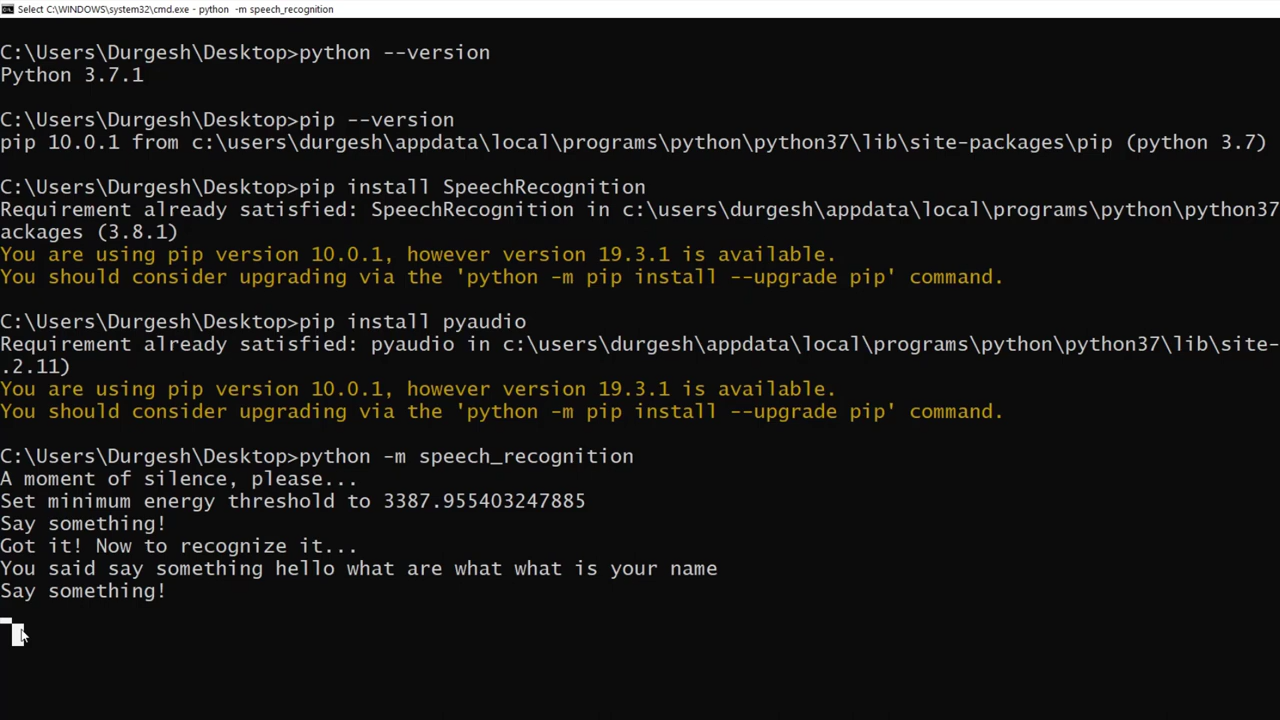 Select C:\WINDOWS\system32\cmd.exe - python  -m speech_recognition
C:\Users\Durgesh\Desktop>python --version
Python 3.7.1
C:\Users\Durgesh\Desktop>pip --version
pip 10.0.1 from c:\users\durgesh\appdata\local\programs\python\python37\lib\site-packages\pip (python 3.7)
C:\Users\Durgesh\Desktop>pip install SpeechRecognition
Requirement already satisfied: SpeechRecognition in c:\users\durgesh\appdata\local\programs\python\python37
ackages (3.8.1)
You are using pip version 10.0.1, however version 19.3.1 is available.
You should consider upgrading via the 'python -m pip install --upgrade pip' command.
C:\Users\Durgesh\Desktop>pip install pyaudio
Requirement already satisfied: pyaudio in c:\users\durgesh\appdata\local\programs\python\python37\lib\site-
.2.11)
You are using pip version 10.0.1, however version 19.3.1 is available.
You should consider upgrading via the 'python -m pip install --upgrade pip' command.
C:\Users\Durgesh\Desktop>python -m speech_recognition
A moment of silence, please...
Set minimum energy threshold to 3387.955403247885
Say something!
Got it! Now to recognize it...
You said say something hello what are what what is your name
Say something!